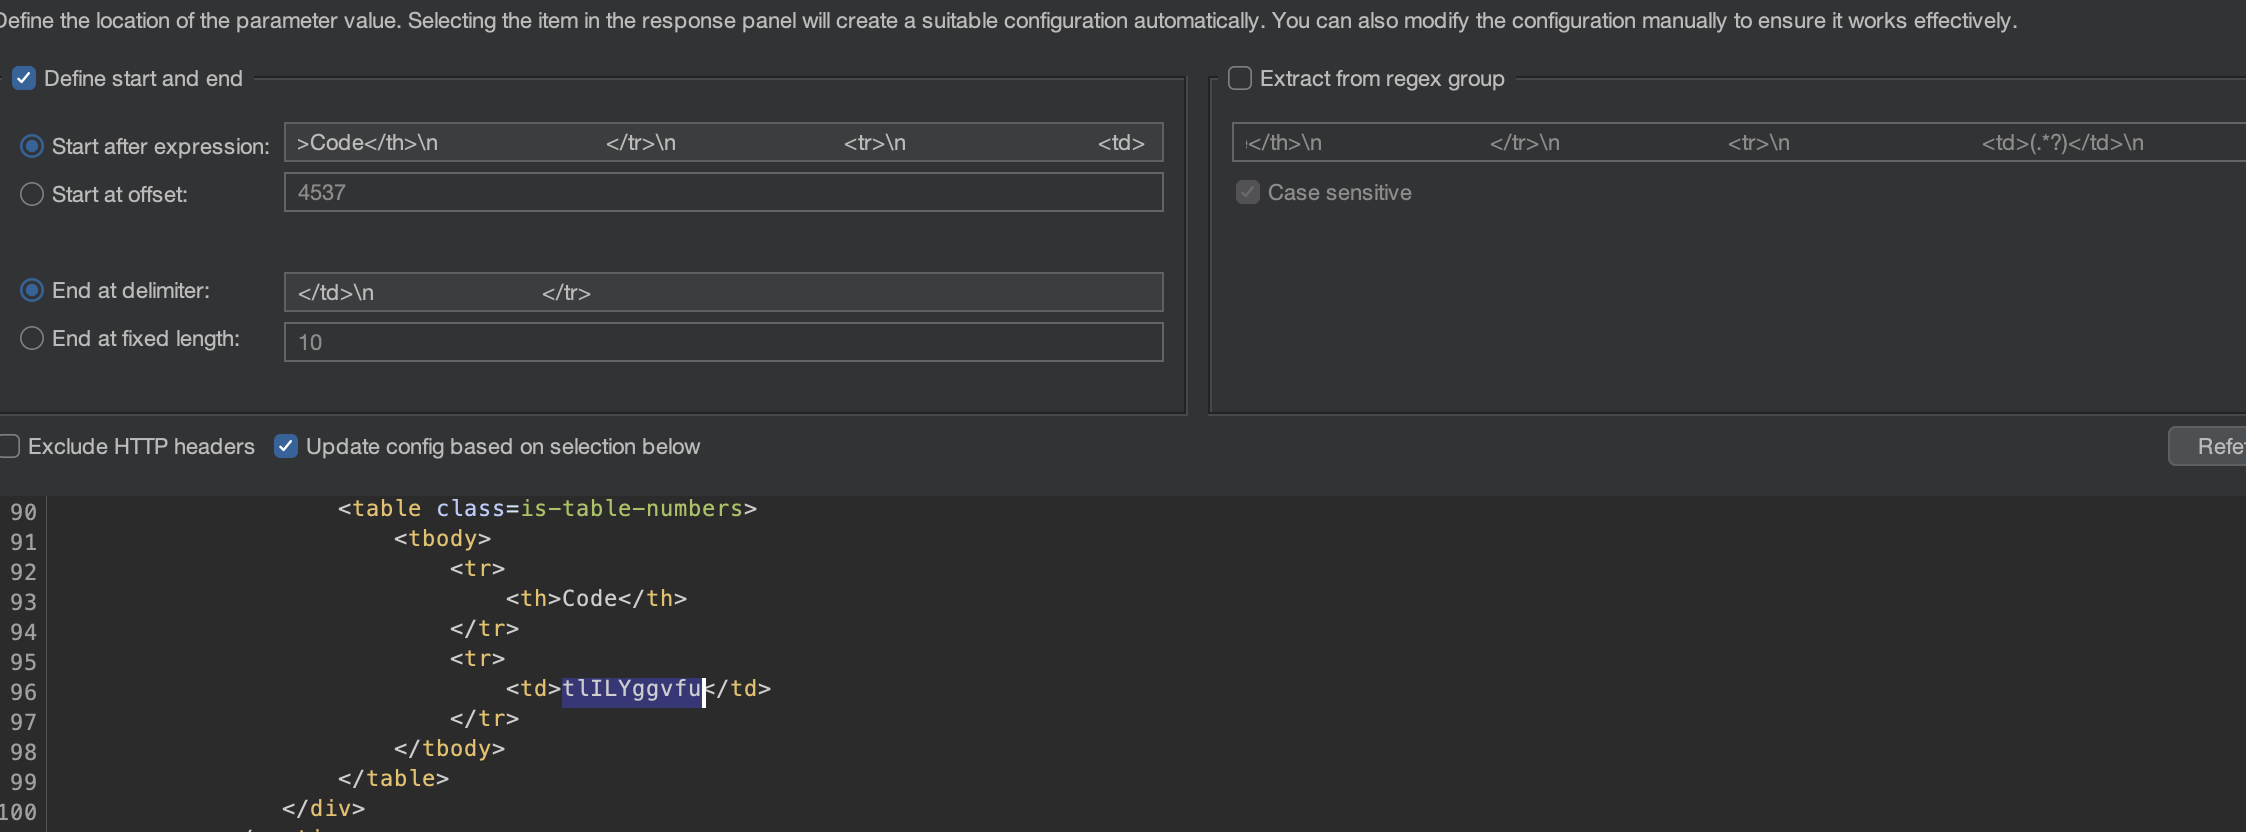 Define the location of the parameter value. Selecting the item in the response panel will create a suitable configuration automatically. You can also modify the configuration manually to ensure it works effectively.
Define start and end
Start after expression: >Code</th>\n </tr>\n <tr>\n <td>
Start at offset: 4537
End at delimiter: </td>\n </tr>
End at fixed length: 10
Extract from regex group
</th>\n </tr>\n <tr>\n <td>(.*?)</td>\n
Case sensitive
Exclude HTTP headers Update config based on selection below
90 <table class=is-table-numbers>
91 <tbody>
92 <tr>
93 <th>Code</th>
94 </tr>
95 <tr>
96 <td>tlILYggvfu</td>
97 </tr>
98 </tbody>
99 </table>
100 </div>